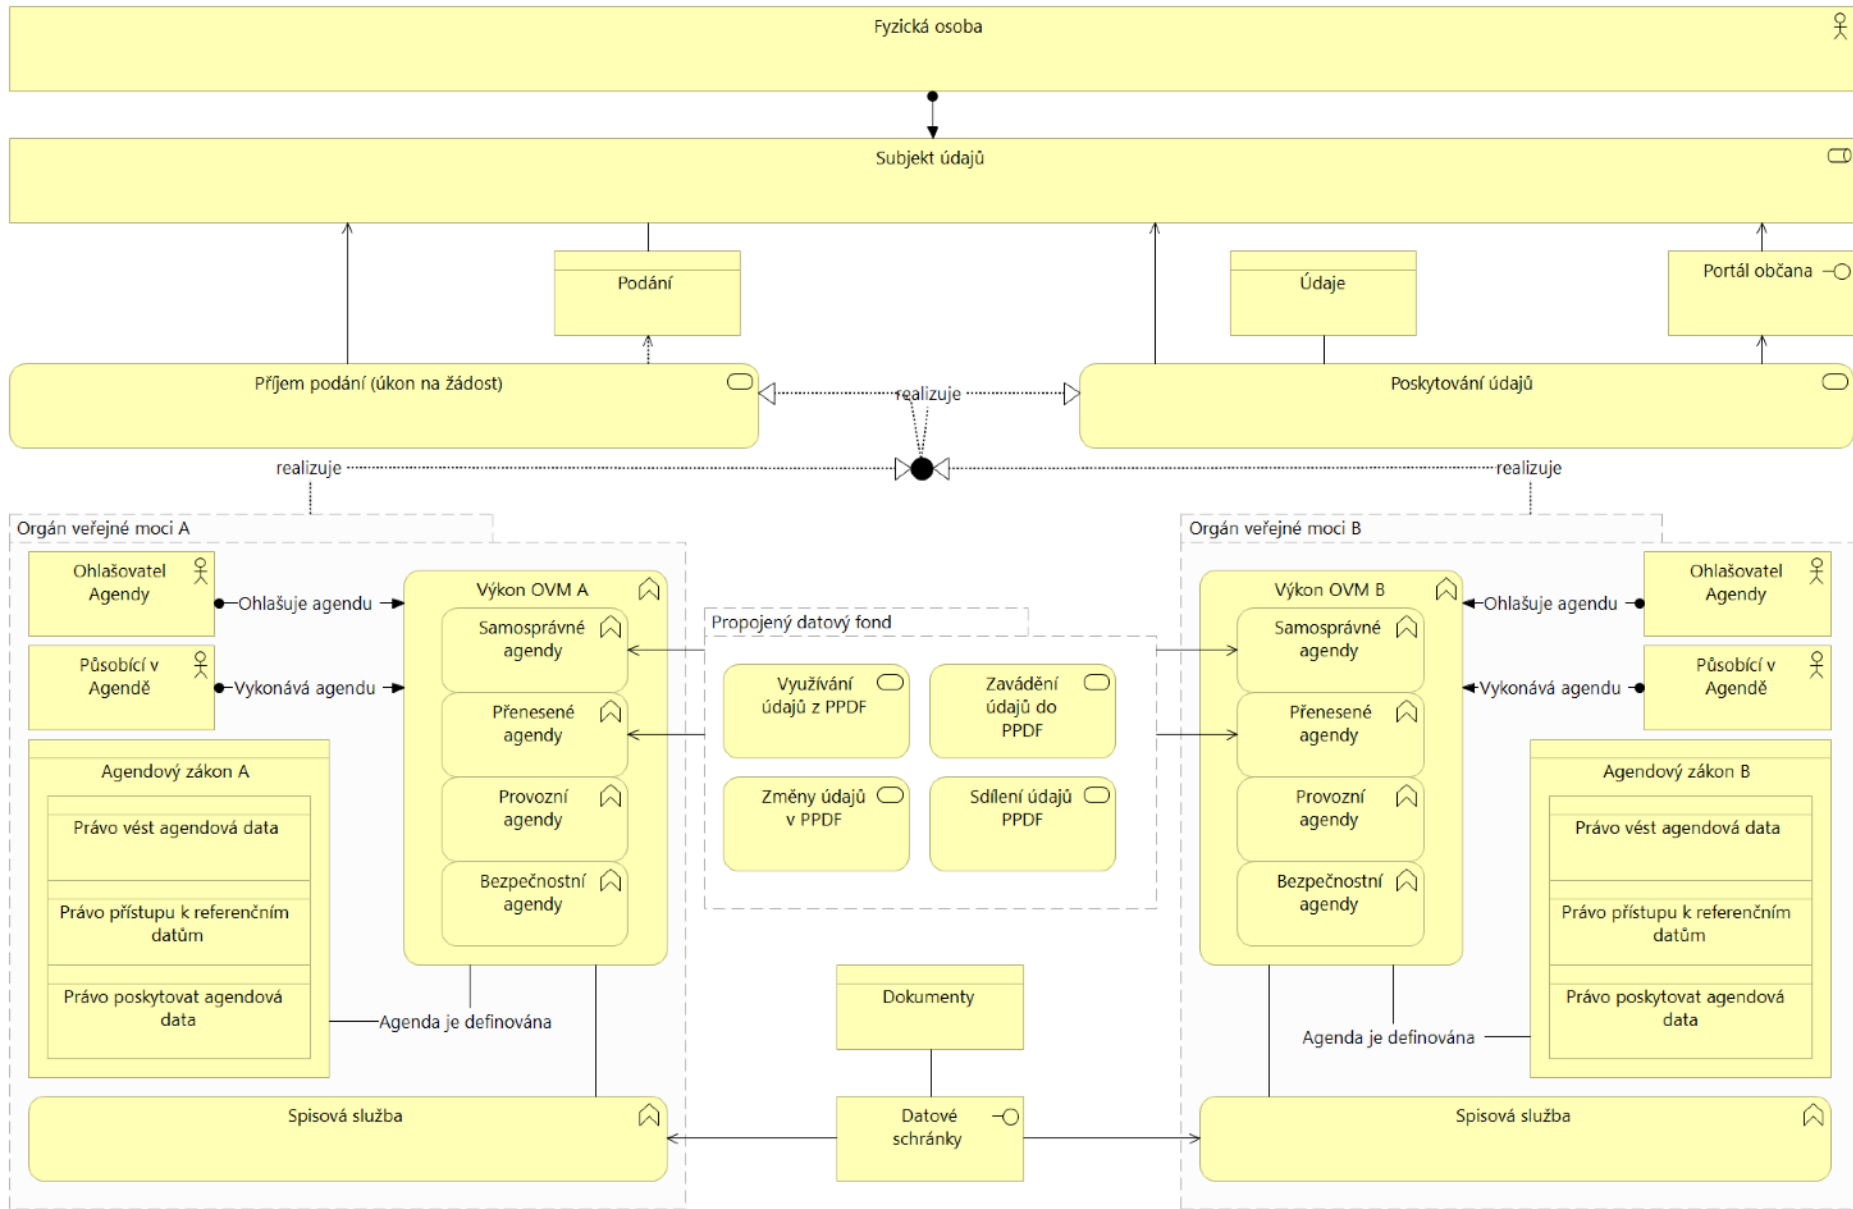 Fyzická osoba
Subjekt údajů
Podání
Údaje
Portál občana
Příjem podání (úkon na žádost)
realizuje
Poskytování údajů
realizuje
realizuje
Orgán veřejné moci A
Ohlašovatel
Agendy
Ohlašuje agendu
Působící v
Agendě
Vykonává agendu
Výkon OVM A
Samosprávné
agendy
Přenesené
agendy
Provozní
agendy
Bezpečnostní
agendy
Agendový zákon A
Právo vést agendová data
Právo přístupu k referenčním
datům
Právo poskytovat agendová
data
Agenda je definována
Spisová služba
Propojený datový fond
Využívání
údajů z PPDF
Zavádění
údajů do
PPDF
Změny údajů
v PPDF
Sdílení údajů
PPDF
Dokumenty
Datové
schránky
Orgán veřejné moci B
Výkon OVM B
Samosprávné
agendy
Přenesené
agendy
Provozní
agendy
Bezpečnostní
agendy
Ohlašuje agendu
Ohlašovatel
Agendy
Vykonává agendu
Působící v
Agendě
Agendový zákon B
Právo vést agendová data
Právo přístupu k referenčním
datům
Právo poskytovat agendová
data
Agenda je definována
Spisová služba